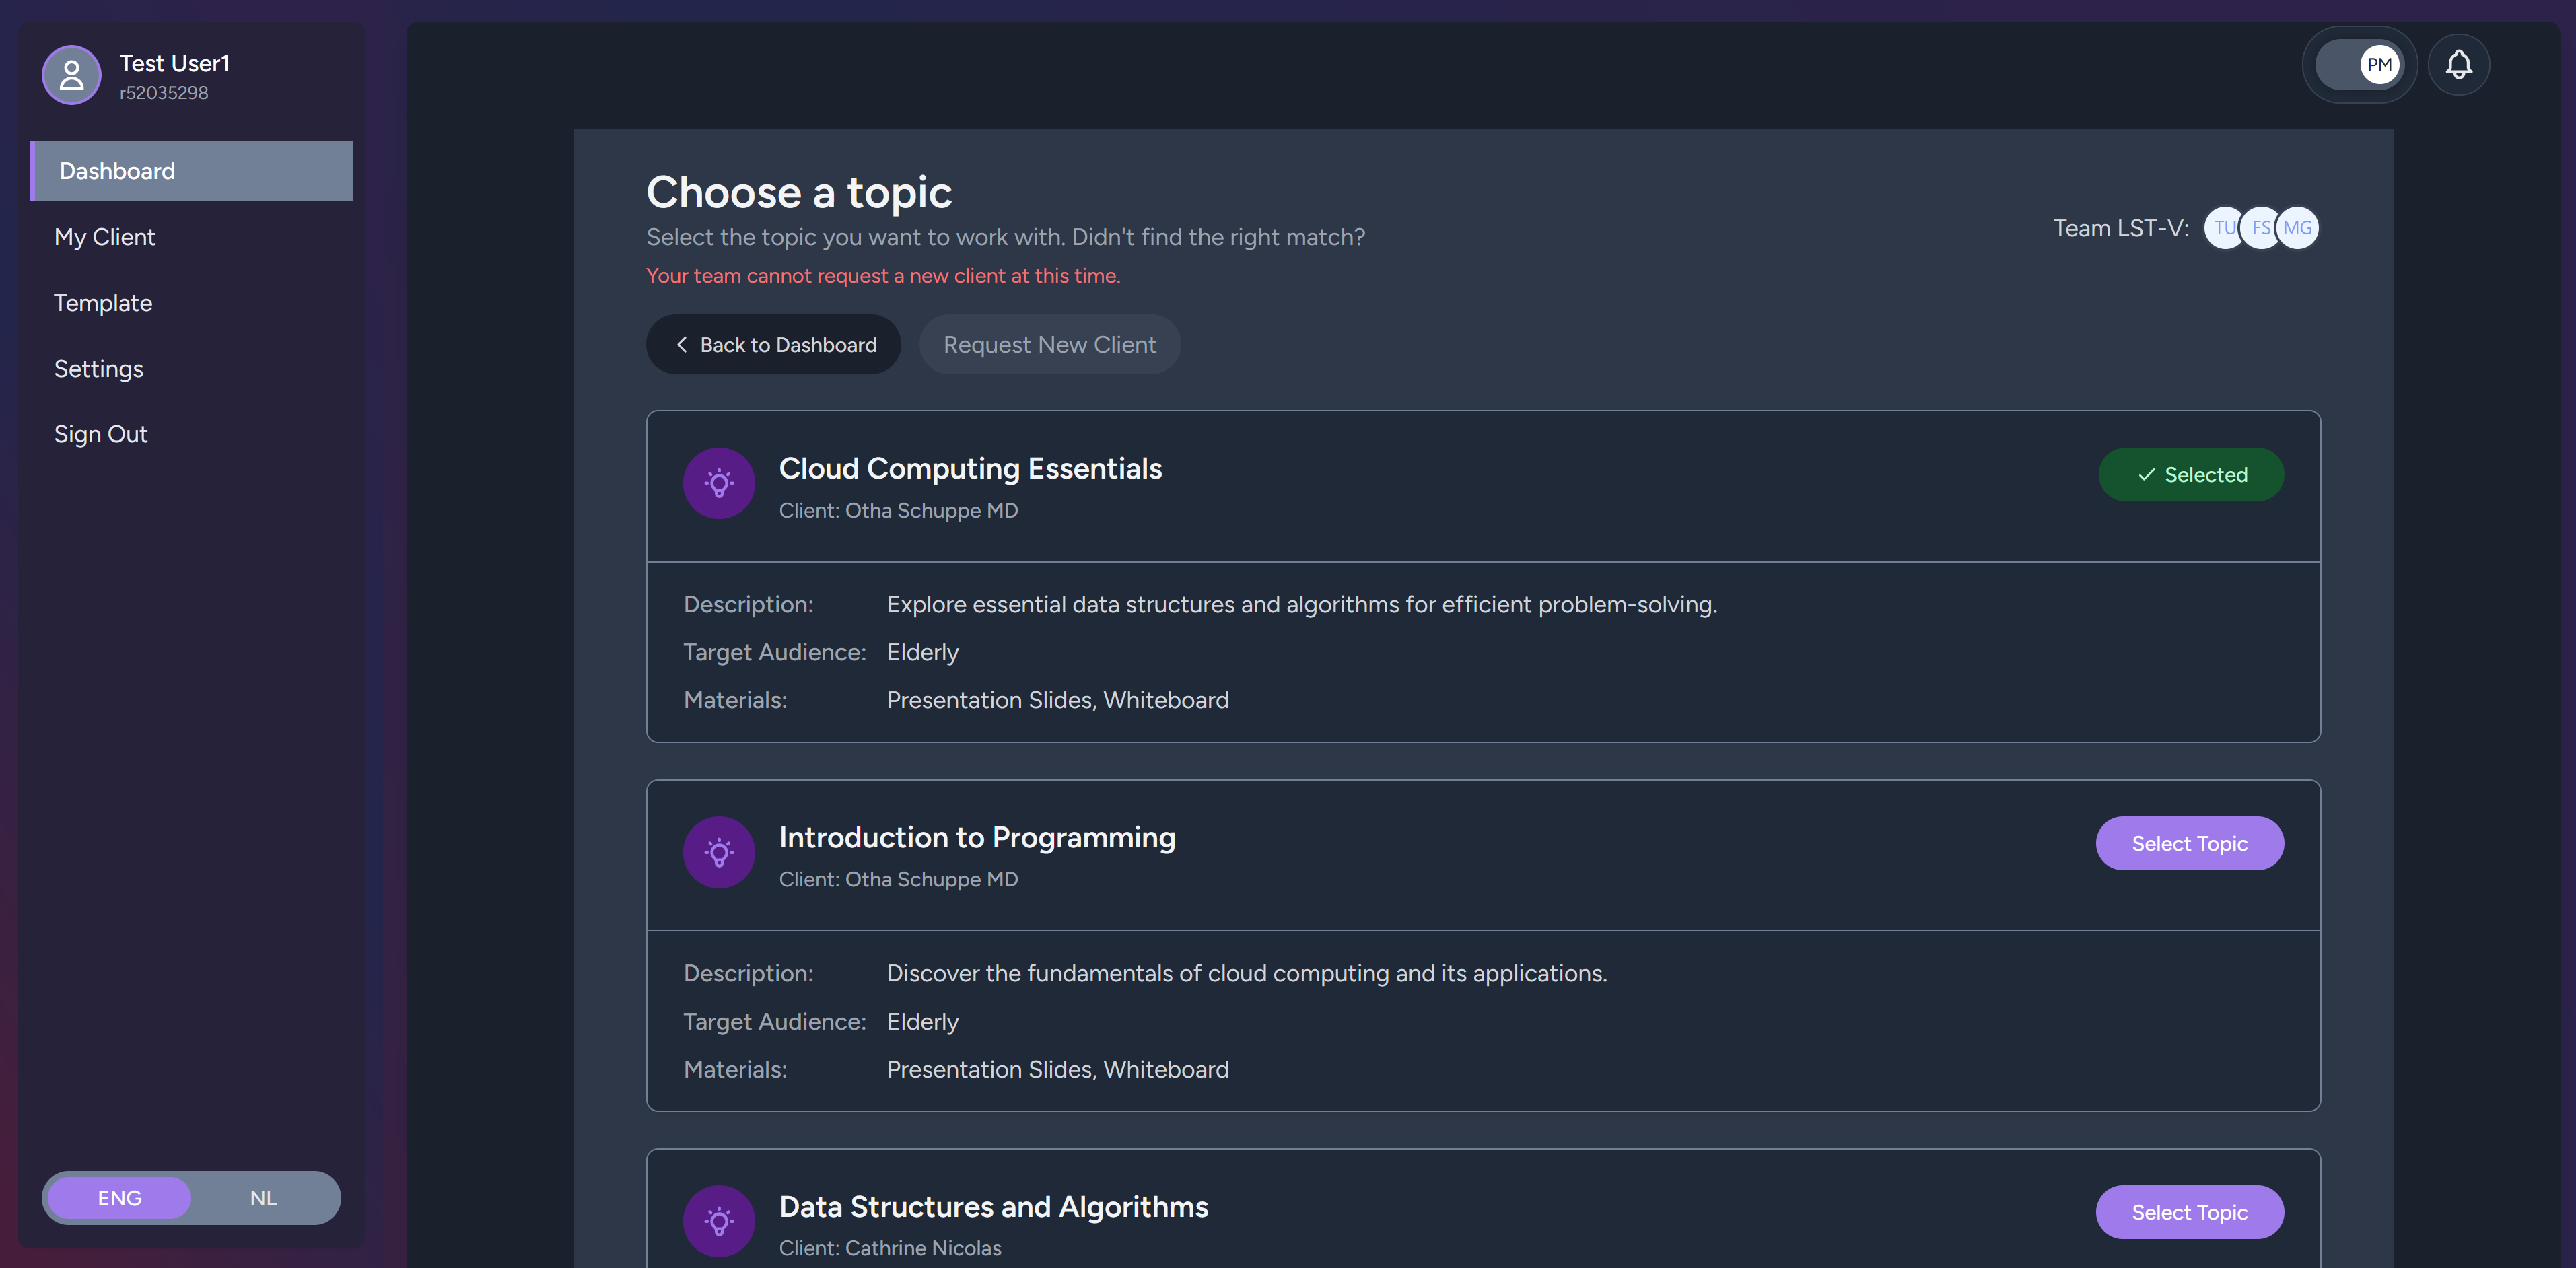 Test User1
r52035298
Dashboard
My Client
Template
Settings
Sign Out
ENG NL
PM
Choose a topic
Select the topic you want to work with. Didn't find the right match?
Your team cannot request a new client at this time.
Team LST-V: TU FS MG
Back to Dashboard Request New Client
Cloud Computing Essentials
Client: Otha Schuppe MD
Selected
Description: Explore essential data structures and algorithms for efficient problem-solving.
Target Audience: Elderly
Materials: Presentation Slides, Whiteboard
Introduction to Programming
Client: Otha Schuppe MD
Select Topic
Description: Discover the fundamentals of cloud computing and its applications.
Target Audience: Elderly
Materials: Presentation Slides, Whiteboard
Data Structures and Algorithms
Client: Cathrine Nicolas
Select Topic